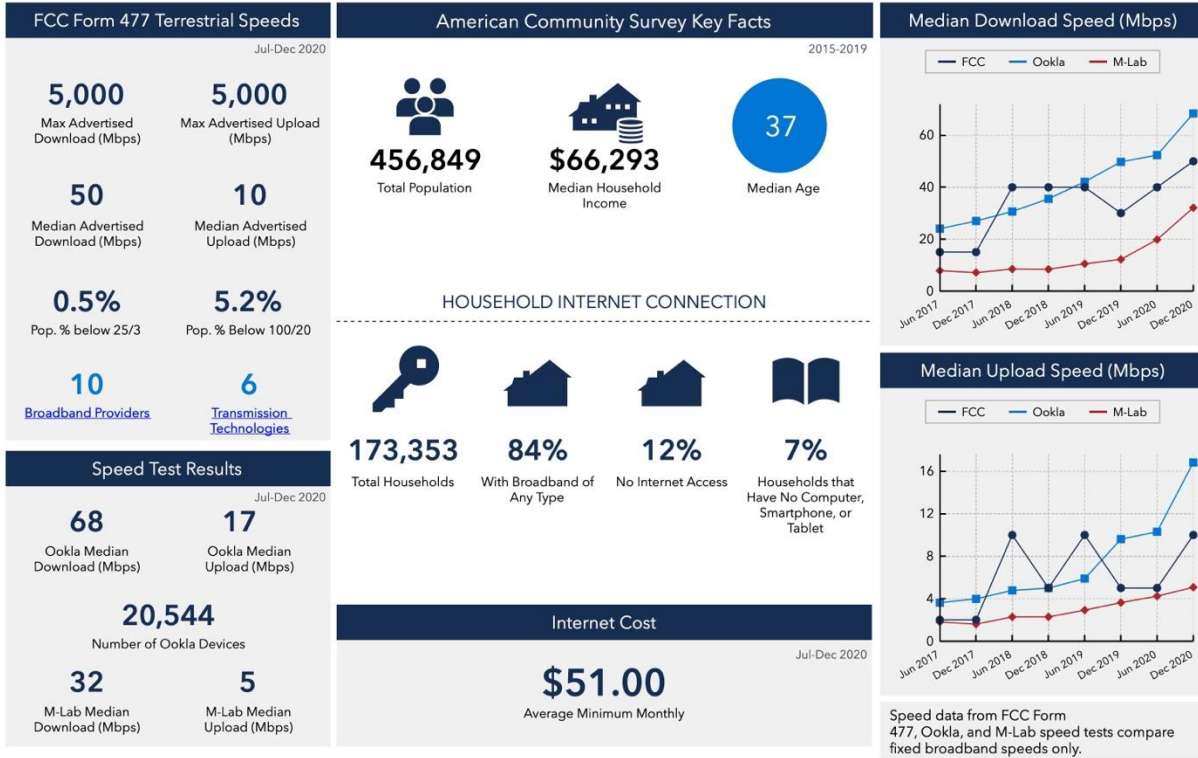 FCC Form 477 Terrestrial Speeds
Jul-Dec 2020
5,000
Max Advertised
Download (Mbps)
5,000
Max Advertised Upload
(Mbps)
50
Median Advertised
Download (Mbps)
10
Median Advertised
Upload (Mbps)
0.5%
Pop. % below 25/3
5.2%
Pop. % Below 100/20
10
Broadband Providers
6
Transmission
Technologies
Speed Test Results
Jul-Dec 2020
68
Ookla Median
Download (Mbps)
17
Ookla Median
Upload (Mbps)
20,544
Number of Ookla Devices
32
M-Lab Median
Download (Mbps)
5
M-Lab Median
Upload (Mbps)
American Community Survey Key Facts
2015-2019
456,849
Total Population
$66,293
Median Household
Income
37
Median Age
HOUSEHOLD INTERNET CONNECTION
173,353
Total Households
84%
With Broadband of
Any Type
12%
No Internet Access
7%
Households that
Have No Computer,
Smartphone, or
Tablet
Internet Cost
Jul-Dec 2020
$51.00
Average Minimum Monthly
Median Download Speed (Mbps)
FCC Ookla M-Lab
60
40
20
0
Jun 2017 Dec 2017 Jun 2018 Dec 2018 Jun 2019 Dec 2019 Jun 2020 Dec 2020
Median Upload Speed (Mbps)
FCC Ookla M-Lab
16
12
8
4
0
Jun 2017 Dec 2017 Jun 2018 Dec 2018 Jun 2019 Dec 2019 Jun 2020 Dec 2020
Speed data from FCC Form
477, Ookla, and M-Lab speed tests compare
fixed broadband speeds only.